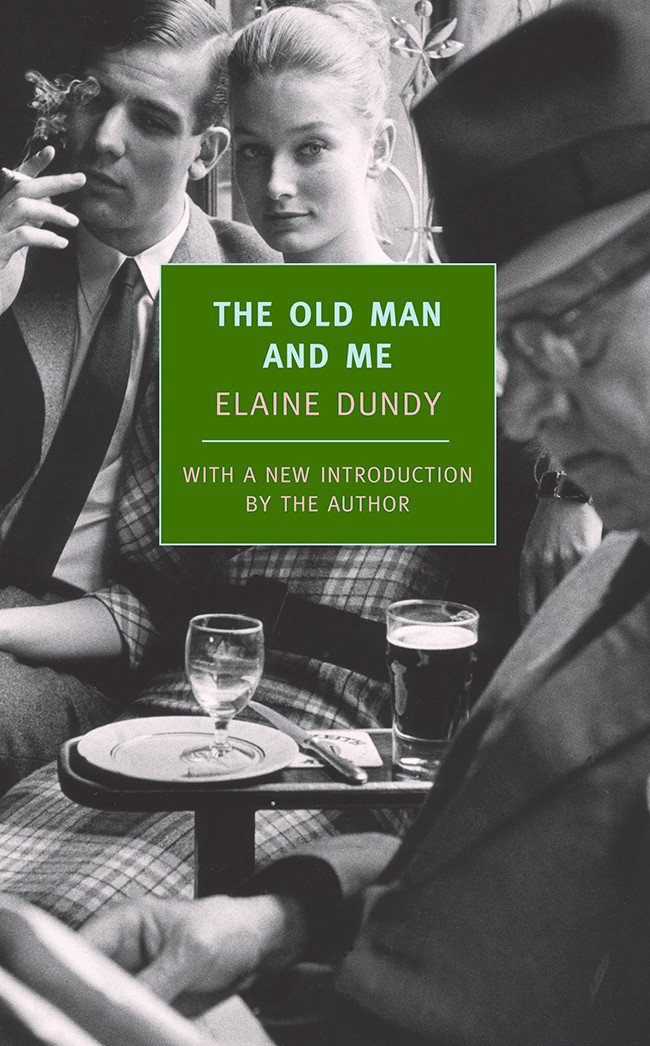 THE OLD MAN
AND ME
ELAINE DUNDY
WITH A NEW INTRODUCTION
BY THE AUTHOR